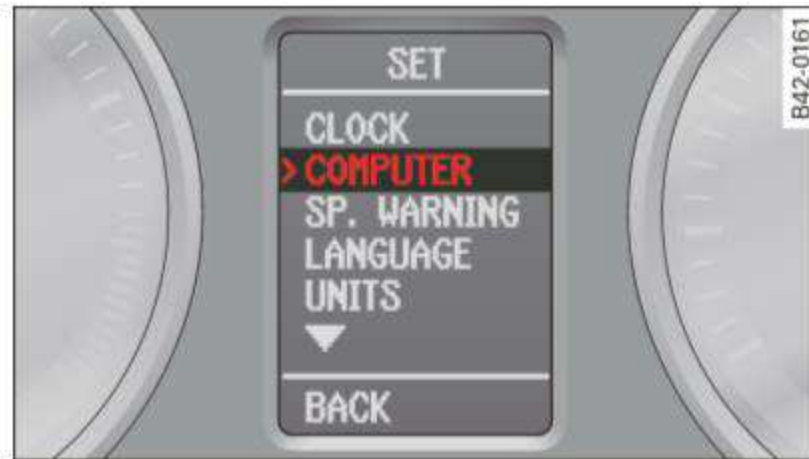 SET
CLOCK
> COMPUTER
SP. WARNING
LANGUAGE
UNITS
BACK
B42-0161